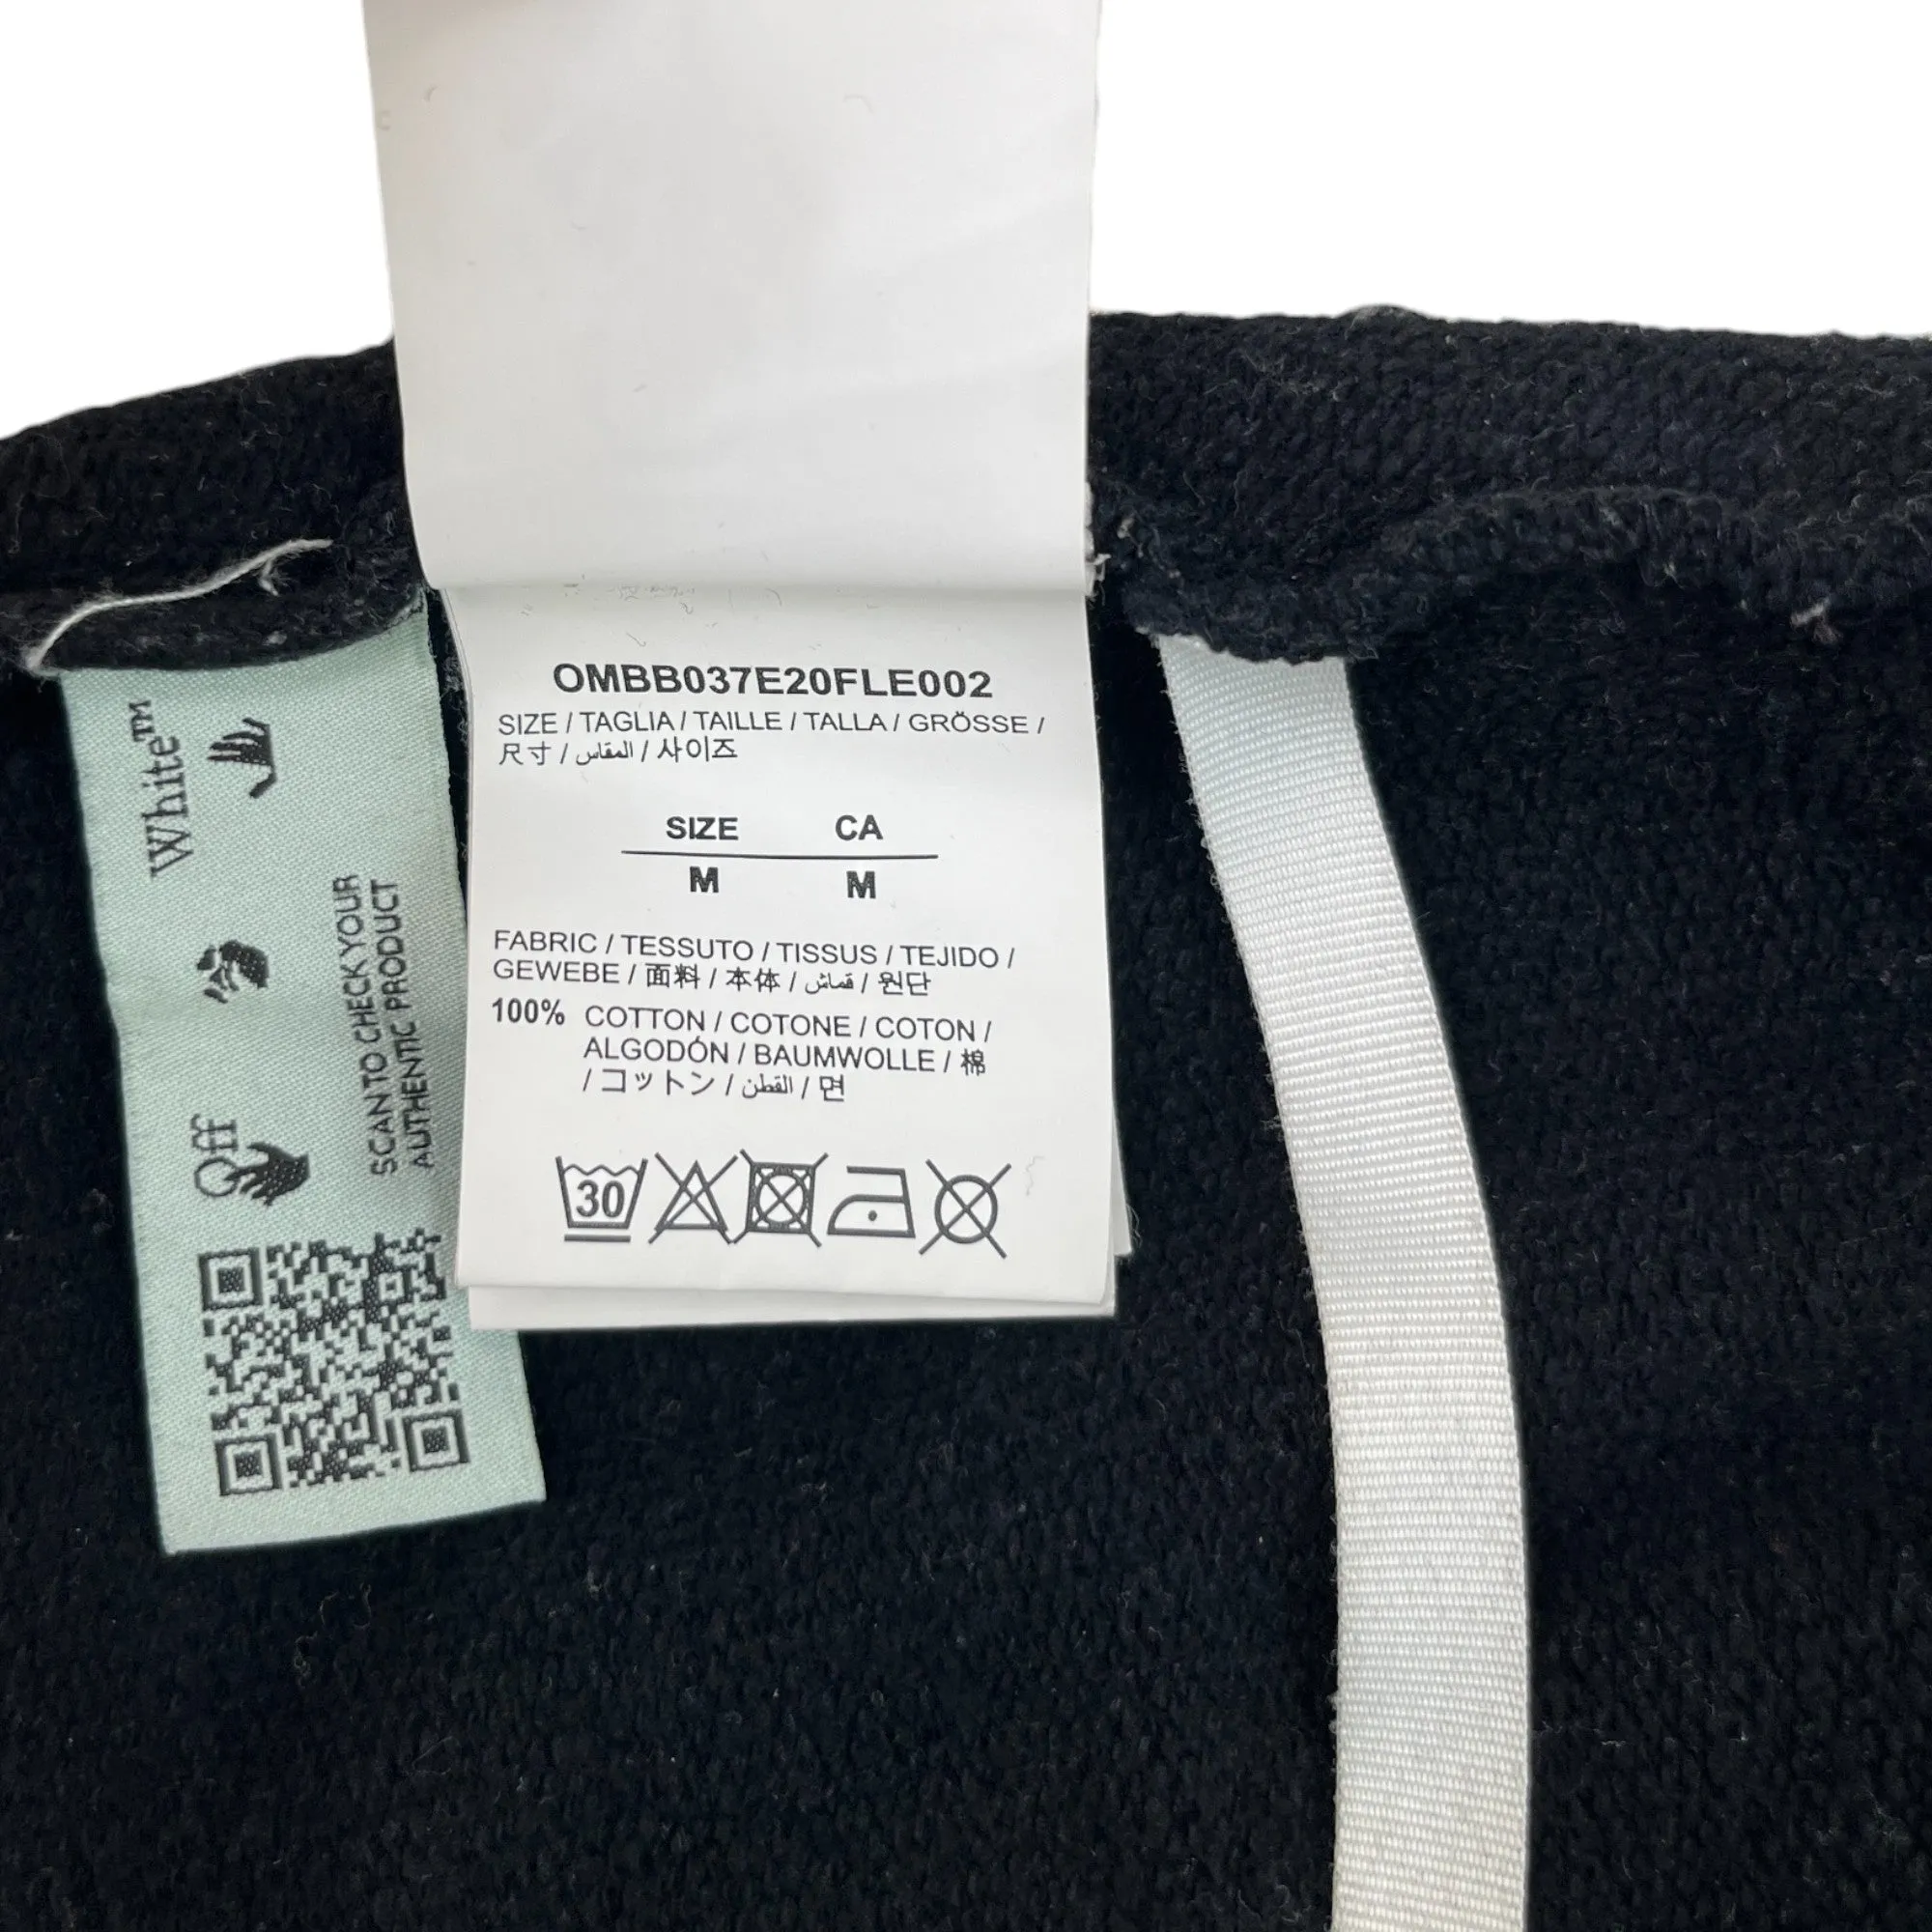 OMBB037E20FLE002
SIZE / TAGLIA / TAILLE / TALLA / GRÖSSE /
尺寸 / المقاس / 사이즈
SIZE CA
M M
FABRIC / TESSUTO / TISSUS / TEJIDO /
GEWEBE / 面料 / 本体 / قماش / 원단
100% COTTON / COTONE / COTON /
ALGODÓN / BAUMWOLLE / 棉
/ コットン / القطن / 면
30
Off White™
SCAN TO CHECK YOUR
AUTHENTIC PRODUCT